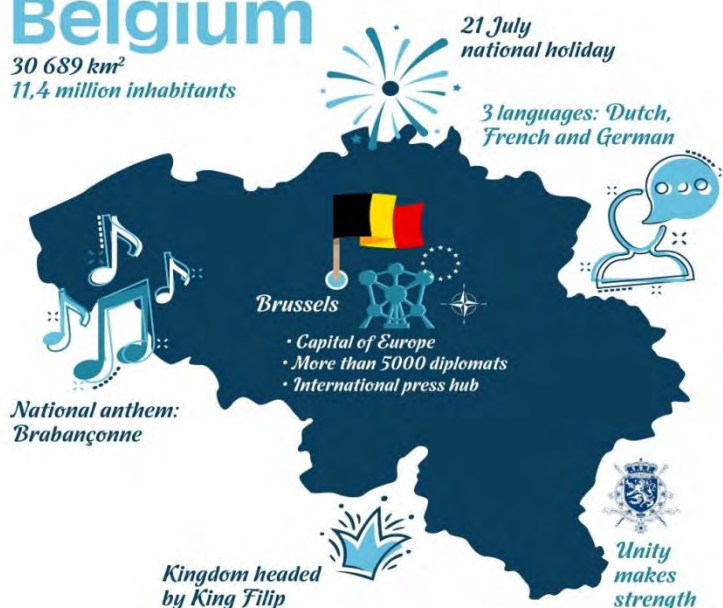 Belgium
30 689 km²
11,4 million inhabitants
21 July
national holiday
3 languages: Dutch,
French and German
Brussels
• Capital of Europe
• More than 5000 diplomats
• International press hub
National anthem:
Brabançonne
Kingdom headed
by King Filip
Unity
makes
strength